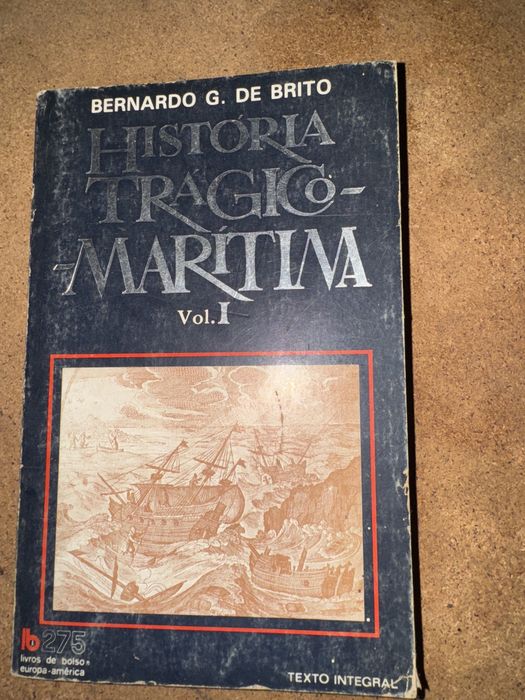 BERNARDO G. DE BRITO
HISTÓRIA
TRÁGICO-
-MARÍTIMA
Vol. I
lb 275
livros de bolso
europa-américa
TEXTO INTEGRAL